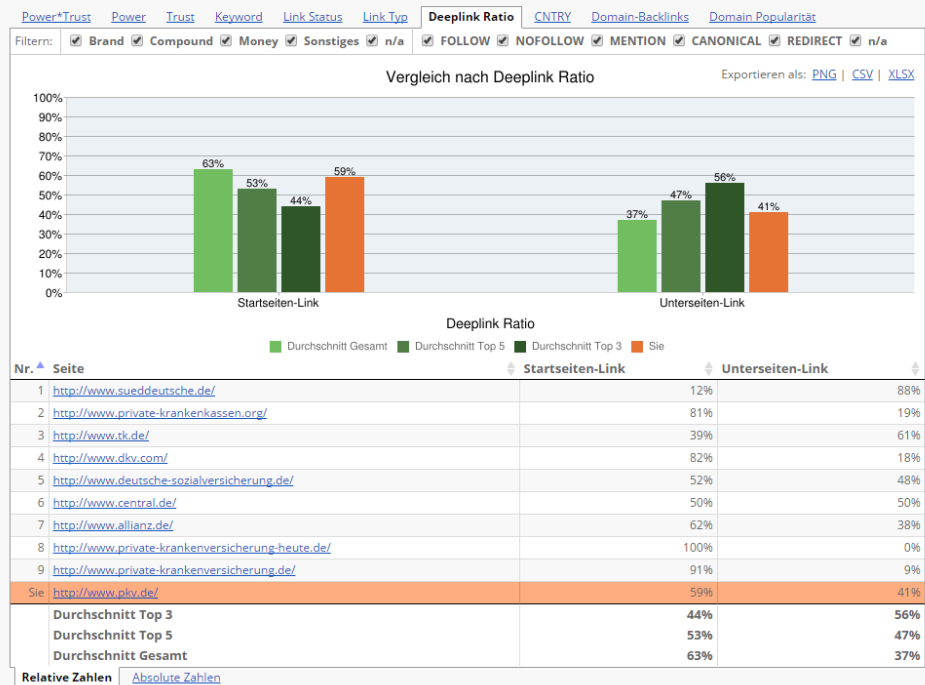 Power*Trust Power Trust Keyword Link Status Link Typ Deeplink Ratio CNTRY Domain-Backlinks Domain Popularität
Filtern: Brand Compound Money Sonstiges n/a FOLLOW NOFOLLOW MENTION CANONICAL REDIRECT n/a
Vergleich nach Deeplink Ratio
Exportieren als: PNG | CSV | XLSX
100%
90%
80%
70%
60%
50%
40%
30%
20%
10%
0%
63% 53% 44% 59%
37% 47% 56% 41%
Startseiten-Link Unterseiten-Link
Deeplink Ratio
Durchschnitt Gesamt Durchschnitt Top 5 Durchschnitt Top 3 Sie
Nr. Seite Startseiten-Link Unterseiten-Link
1 http://www.sueddeutsche.de/ 12% 88%
2 http://www.private-krankenkassen.org/ 81% 19%
3 http://www.tk.de/ 39% 61%
4 http://www.dkv.com/ 82% 18%
5 http://www.deutsche-sozialversicherung.de/ 52% 48%
6 http://www.central.de/ 50% 50%
7 http://www.allianz.de/ 62% 38%
8 http://www.private-krankenversicherung-heute.de/ 100% 0%
9 http://www.private-krankenversicherung.de/ 91% 9%
Sie http://www.pkv.de/ 59% 41%
Durchschnitt Top 3 44% 56%
Durchschnitt Top 5 53% 47%
Durchschnitt Gesamt 63% 37%
Relative Zahlen Absolute Zahlen